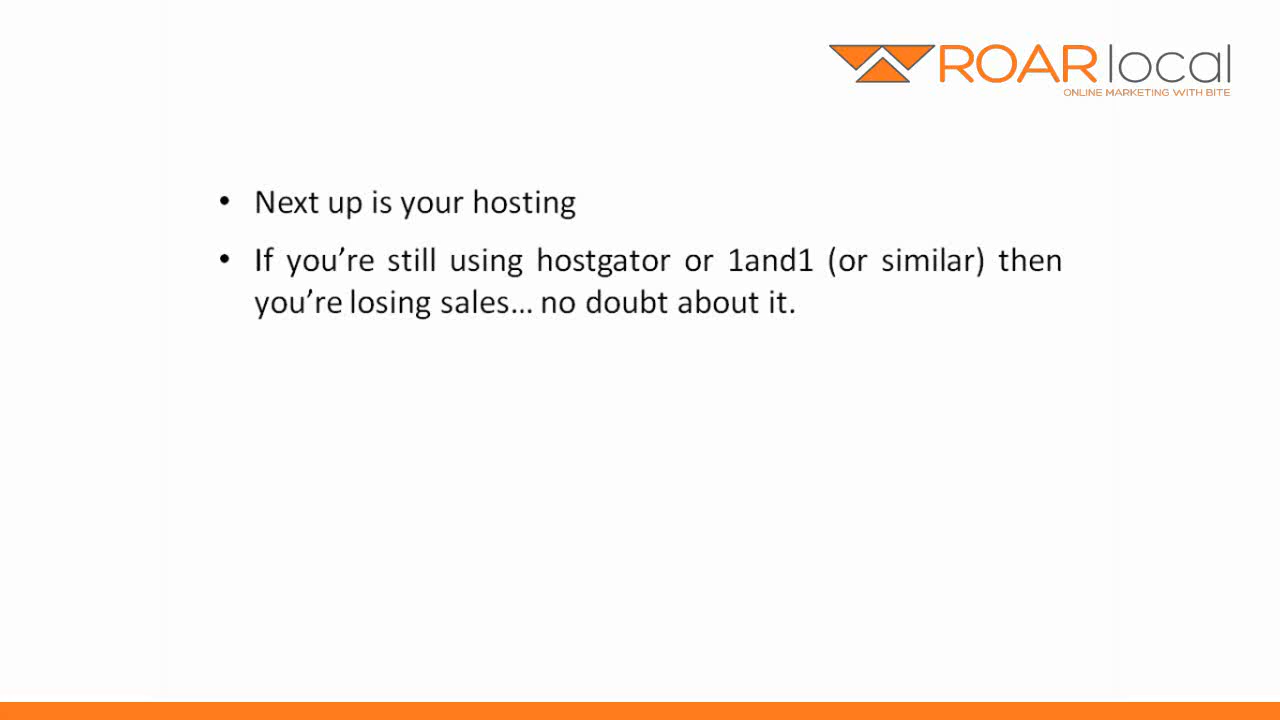 ROAR local
ONLINE MARKETING WITH BITE
• Next up is your hosting
• If you’re still using hostgator or 1and1 (or similar) then
you’re losing sales… no doubt about it.